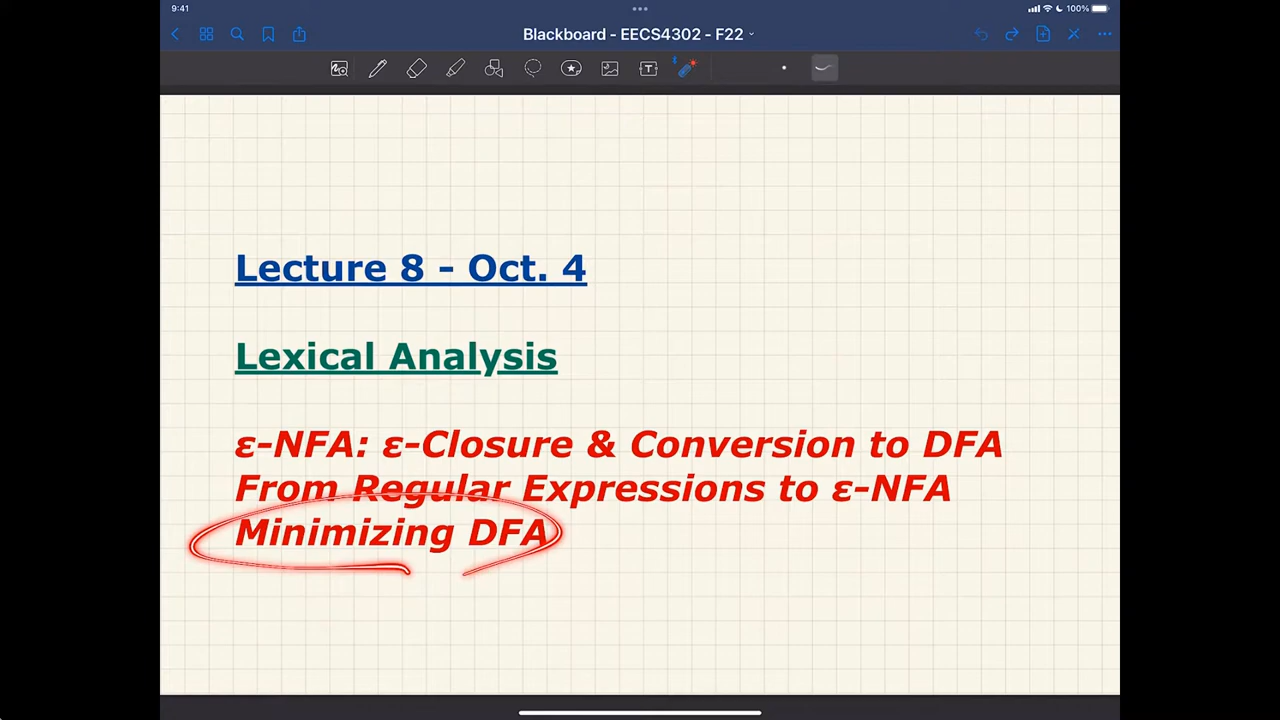 9:41
100%
Blackboard - EECS4302 - F22
Lecture 8 - Oct. 4
Lexical Analysis
ε-NFA: ε-Closure & Conversion to DFA
From Regular Expressions to ε-NFA
Minimizing DFA